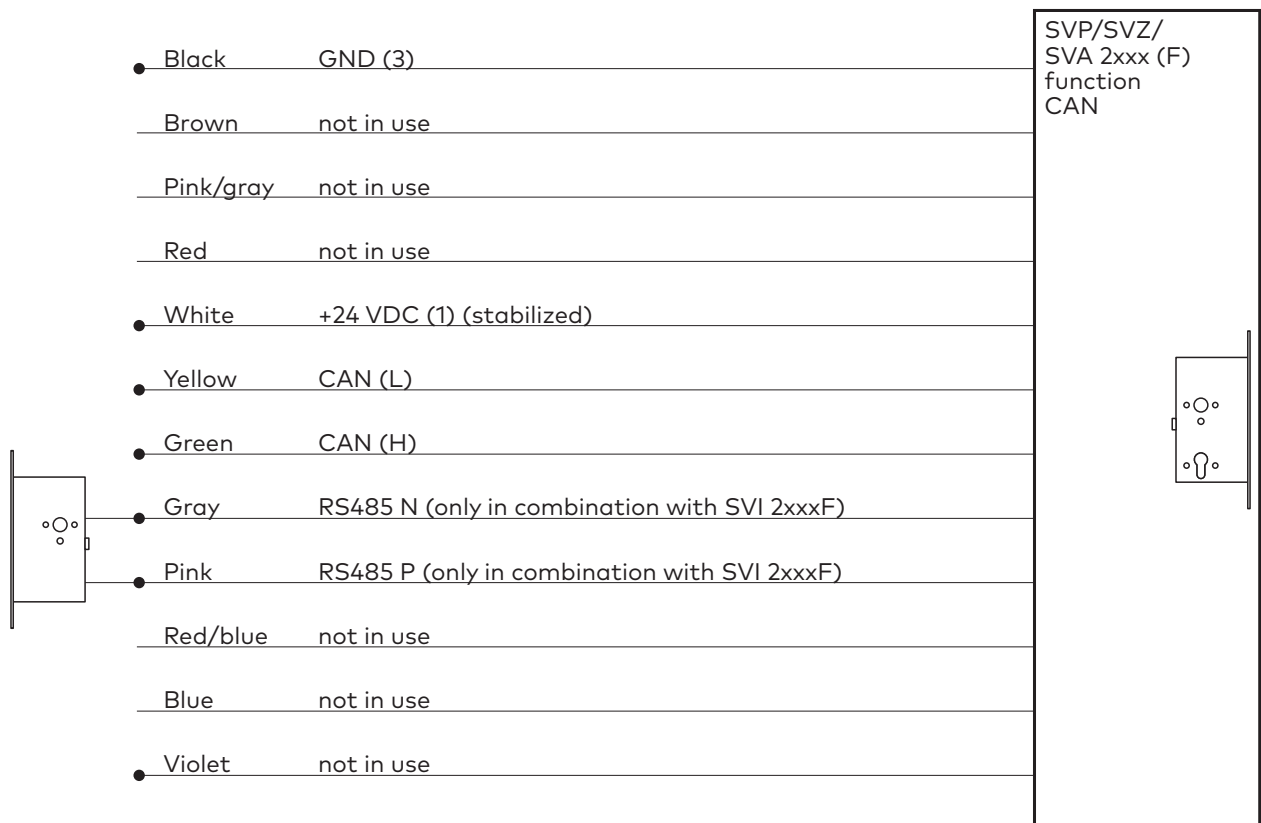 SVP/SVZ/
SVA 2xxx (F)
function
CAN
Black GND (3)
Brown not in use
Pink/gray not in use
Red not in use
White +24 VDC (1) (stabilized)
Yellow CAN (L)
Green CAN (H)
Gray RS485 N (only in combination with SVI 2xxxF)
Pink RS485 P (only in combination with SVI 2xxxF)
Red/blue not in use
Blue not in use
Violet not in use